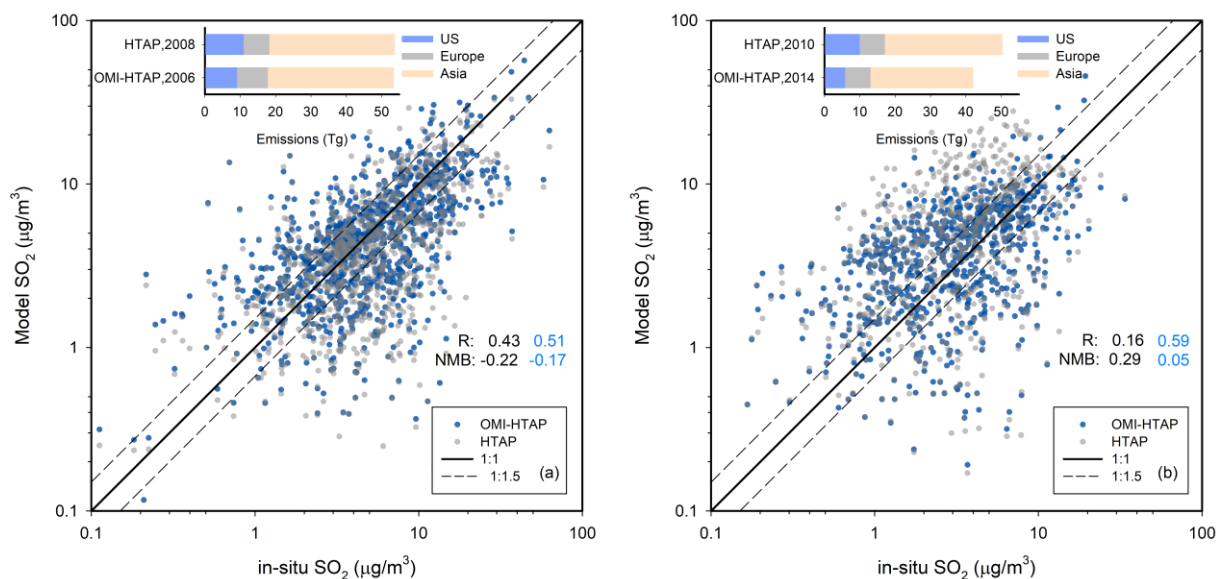 100
HTAP,2008
OMI-HTAP,2006
US
Europe
Asia
0 10 20 30 40 50
Emissions (Tg)
10
1
0.1
Model SO2 (μg/m3)
R: 0.43 0.51
NMB: -0.22 -0.17
OMI-HTAP
HTAP
1:1
1:1.5 (a)
0.1 1 10 100
in-situ SO2 (μg/m3)
100
HTAP,2010
OMI-HTAP,2014
US
Europe
Asia
0 10 20 30 40 50
Emissions (Tg)
10
1
0.1
Model SO2 (μg/m3)
R: 0.16 0.59
NMB: 0.29 0.05
OMI-HTAP
HTAP
1:1
1:1.5 (b)
0.1 1 10 100
in-situ SO2 (μg/m3)